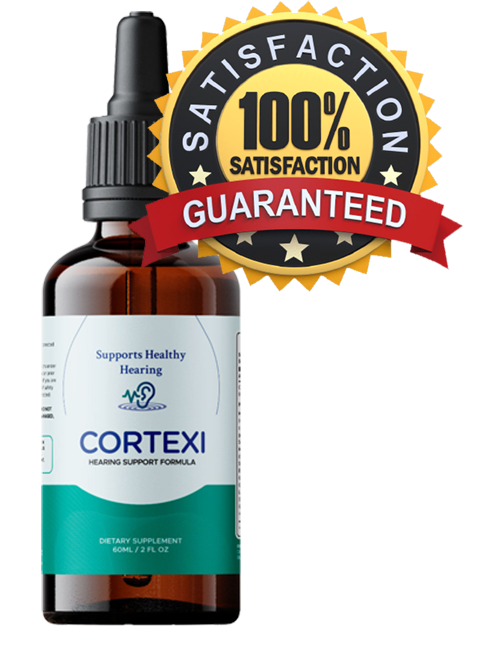 SATISFACTION
100%
SATISFACTION
GUARANTEED
Supports Healthy
Hearing
CORTEXI
HEARING SUPPORT FORMULA
DIETARY SUPPLEMENT
60ML / 2 FL OZ